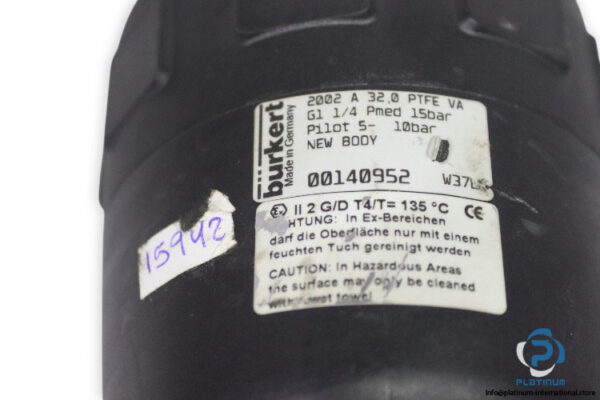 bürkert
Made in Germany
2002 A 32,0 PTFE VA
G1 1/4 Pmed 15bar
Pilot 5- 10bar
NEW BODY
00140952 W37L
Ex II 2 G/D T4/T= 135 °C CE
ACHTUNG: In Ex-Bereichen
darf die Oberfläche nur mit einem
feuchten Tuch gereinigt werden
CAUTION: In Hazardous Areas
the surface may only be cleaned
with wet towel
15942
PLATINUM
info@platinum-international.store